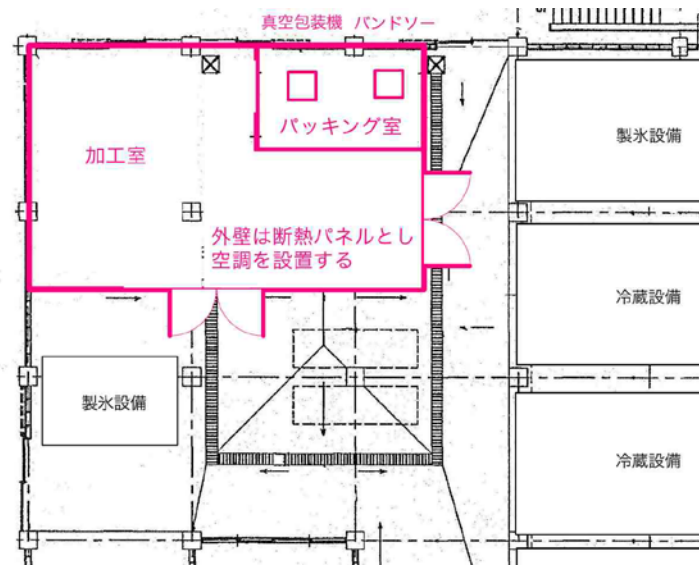 真空包装機 バンドソー
パッキング室
加工室
製氷設備
外壁は断熱パネルとし
空調を設置する
冷蔵設備
製氷設備
冷蔵設備